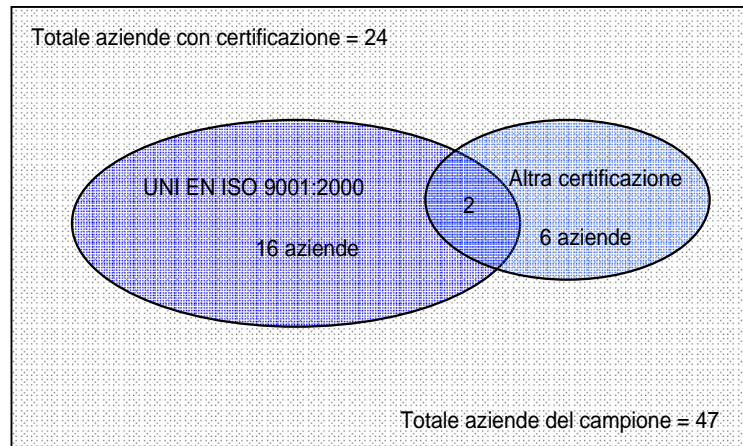 Totale aziende con certificazione = 24
UNI EN ISO 9001:2000
Altra certificazione
2
16 aziende
6 aziende
Totale aziende del campione = 47